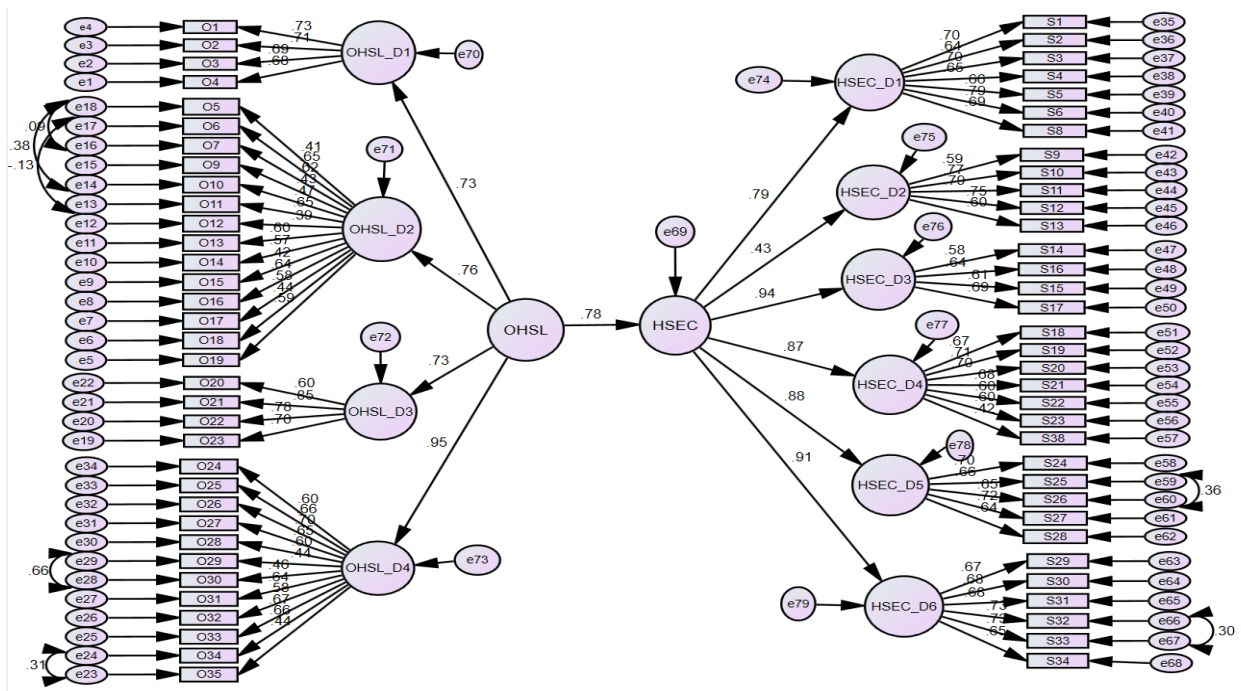 e4 O1 .73
e3 O2 .71
e2 O3 .69
e1 O4 .68
OHSL_D1 e70
e18 O5 .41
e17 O6 .65
e16 O7 .62
e15 O9 .43
e14 O10 .47
e13 O11 .65
e12 O12 .39
e11 O13 .60
e10 O14 .57
e9 O15 .42
e8 O16 .64
e7 O17 .58
e6 O18 .44
e5 O19 .59
.09
.38
-.13
e71
OHSL_D2
e22 O20 .60
e21 O21 .85
e20 O22 .78
e19 O23 .70
e72
OHSL_D3
e34 O24 .60
e33 O25 .66
e32 O26 .70
e31 O27 .65
e30 O28 .60
e29 O29 .44
e28 O30 .46
e27 O31 .64
e26 O32 .58
e25 O33 .67
e24 O34 .66
e23 O35 .44
.66
.31
OHSL_D4 e73
.73
.76
.73
.95
OHSL .78 HSEC
e69
.79
.43
.94
.87
.88
.91
e74 HSEC_D1
.70 S1 e35
.64 S2 e36
.70 S3 e37
.65 S4 e38
S5 e39
.79 S6 e40
.69 S8 e41
e75
HSEC_D2
.59 S9 e42
.77 S10 e43
.79 S11 e44
.75 S12 e45
.60 S13 e46
e76
HSEC_D3
.58 S14 e47
.64 S16 e48
.61 S15 e49
.69 S17 e50
e77
HSEC_D4
.67 S18 e51
.71 S19 e52
.70 S20 e53
.68 S21 e54
.60 S22 e55
.60 S23 e56
.42 S38 e57
e78
HSEC_D5
.70 S24 e58
.66 S25 e59
.65 S26 e60
.72 S27 e61
.64 S28 e62
.36
e79 HSEC_D6
.67 S29 e63
.68 S30 e64
.68 S31 e65
.73 S32 e66
.73 S33 e67
.65 S34 e68
.30